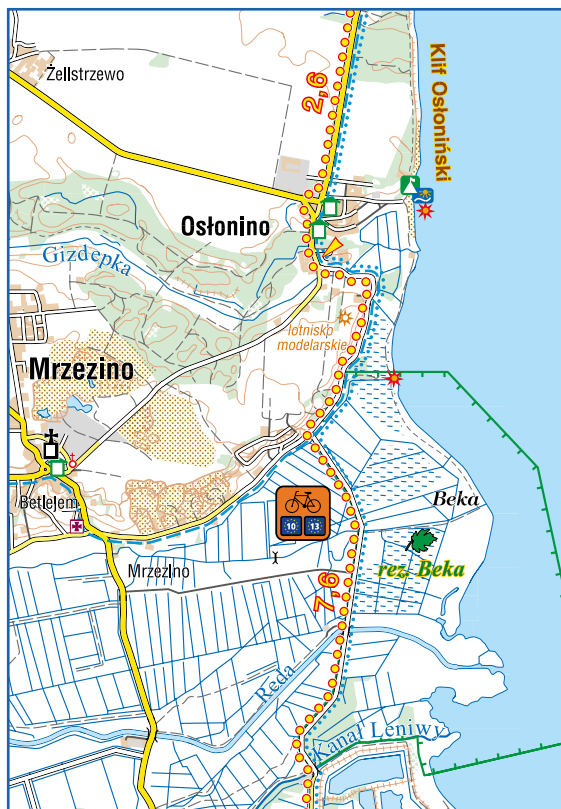 Żellstrzewo
2,6
Klif Osłoniński
Osłonino
Gizdepka
lotnisko
modelarskie
Mrzezino
Betlejem
10 13
Beka
Mrzezino
rez. Beka
7,6
Reda
Kanał Leniwy